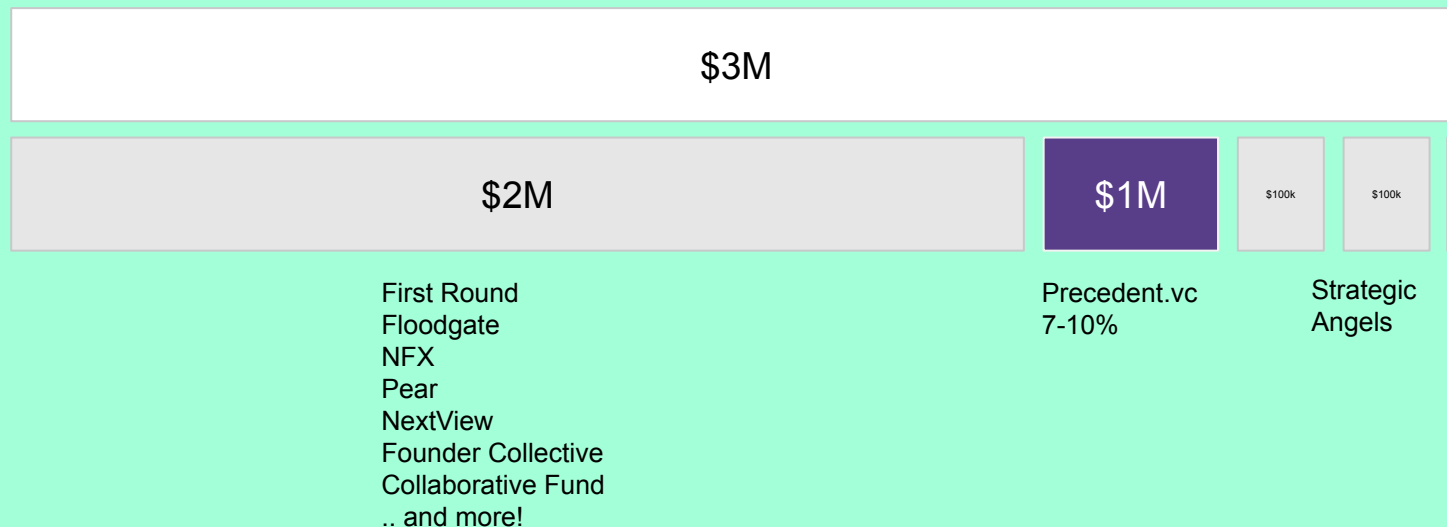 $3M
$2M
$1M
$100k
$100k
First Round
Floodgate
NFX
Pear
NextView
Founder Collective
Collaborative Fund
.. and more!
Precedent.vc
7-10%
Strategic
Angels